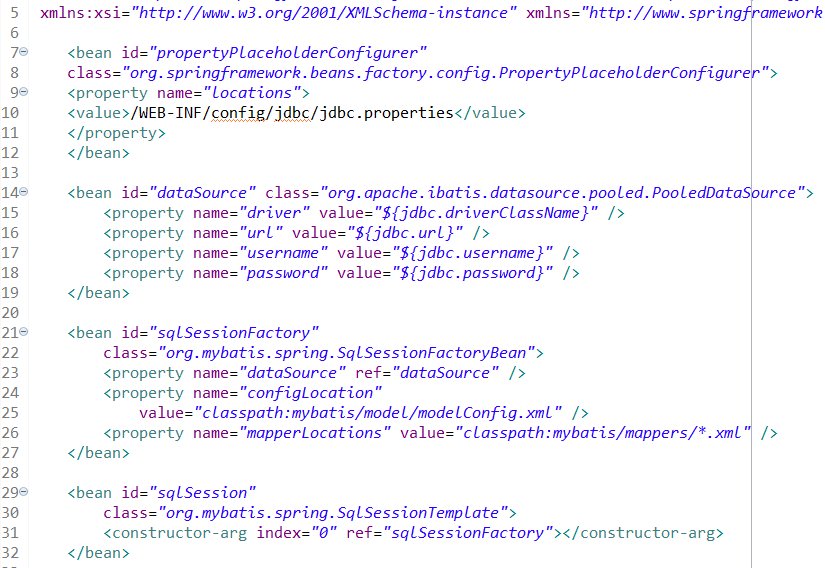 5 xmlns:xsi="http://www.w3.org/2001/XMLSchema-instance" xmlns="http://www.springframework
6
7 <bean id="propertyPlaceholderConfigurer"
8 class="org.springframework.beans.factory.config.PropertyPlaceholderConfigurer">
9 <property name="locations">
10 <value>/WEB-INF/config/jdbc/jdbc.properties</value>
11 </property>
12 </bean>
13
14 <bean id="dataSource" class="org.apache.ibatis.datasource.pooled.PooledDataSource">
15 <property name="driver" value="${jdbc.driverClassName}" />
16 <property name="url" value="${jdbc.url}" />
17 <property name="username" value="${jdbc.username}" />
18 <property name="password" value="${jdbc.password}" />
19 </bean>
20
21 <bean id="sqlSessionFactory"
22 class="org.mybatis.spring.SqlSessionFactoryBean">
23 <property name="dataSource" ref="dataSource" />
24 <property name="configLocation"
25 value="classpath:mybatis/model/modelConfig.xml" />
26 <property name="mapperLocations" value="classpath:mybatis/mappers/*.xml" />
27 </bean>
28
29 <bean id="sqlSession"
30 class="org.mybatis.spring.SqlSessionTemplate">
31 <constructor-arg index="0" ref="sqlSessionFactory"></constructor-arg>
32 </bean>